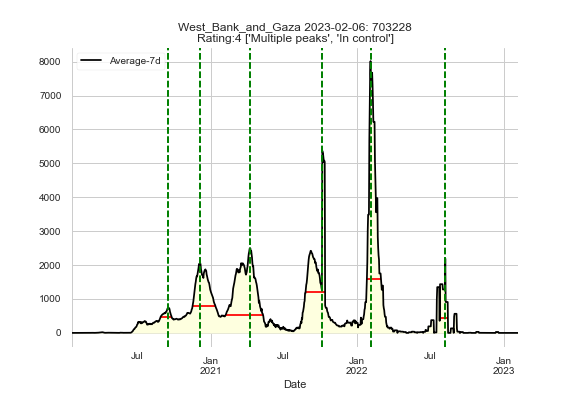 West_Bank_and_Gaza 2023-02-06: 703228
Rating:4 ['Multiple peaks', 'In control']
Average-7d
8000
7000
6000
5000
4000
3000
2000
1000
0
Jul Jan Jul Jan Jul Jan
2021 2022 2023
Date